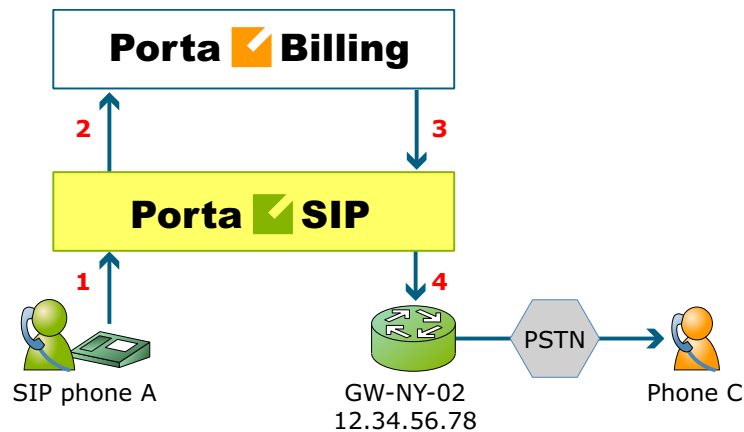 Porta Billing
2
3
Porta SIP
1
4
PSTN
SIP phone A
GW-NY-02
12.34.56.78
Phone C